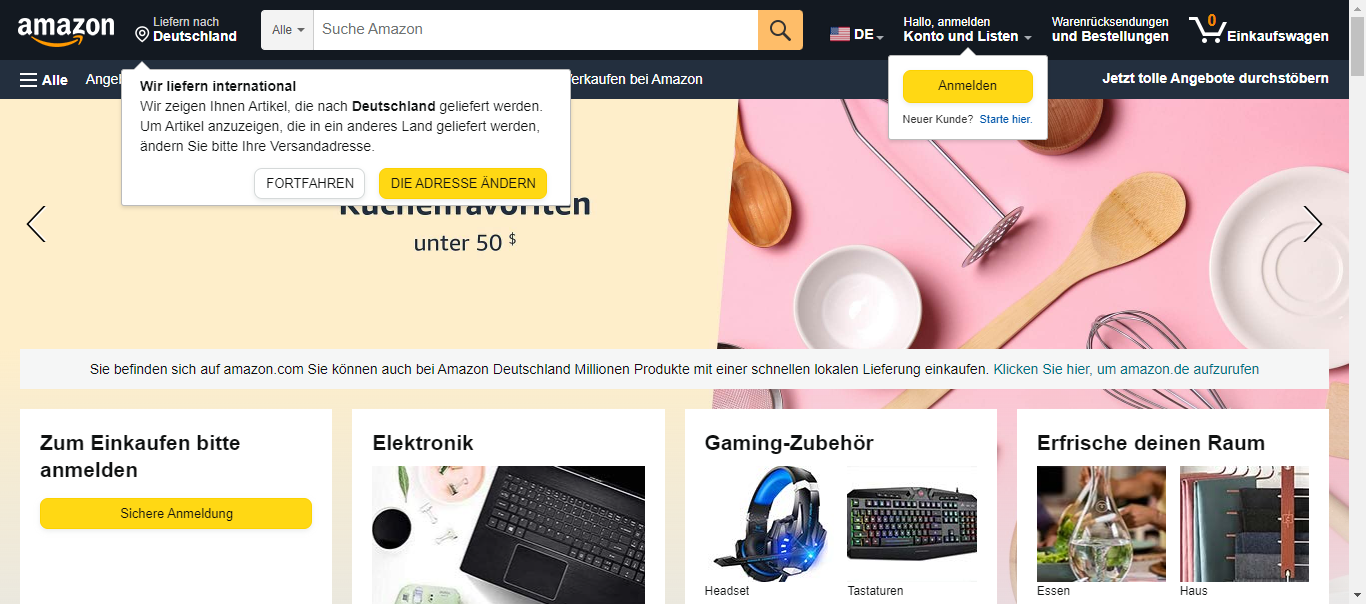 amazon
Liefern nach
Deutschland
Alle
Suche Amazon
DE
Hallo, anmelden
Konto und Listen
Warenrücksendungen
und Bestellungen
0
Einkaufswagen
Alle
Verkaufen bei Amazon
Jetzt tolle Angebote durchstöbern
Wir liefern international
Wir zeigen Ihnen Artikel, die nach Deutschland geliefert werden.
Um Artikel anzuzeigen, die in ein anderes Land geliefert werden,
ändern Sie bitte Ihre Versandadresse.
FORTFAHREN
DIE ADRESSE ÄNDERN
Anmelden
Neuer Kunde? Starte hier.
Küchenfavoriten
unter 50 $
Sie befinden sich auf amazon.com Sie können auch bei Amazon Deutschland Millionen Produkte mit einer schnellen lokalen Lieferung einkaufen. Klicken Sie hier, um amazon.de aufzurufen
Zum Einkaufen bitte
anmelden
Sichere Anmeldung
Elektronik
Gaming-Zubehör
Headset
Tastaturen
Erfrische deinen Raum
Essen
Haus